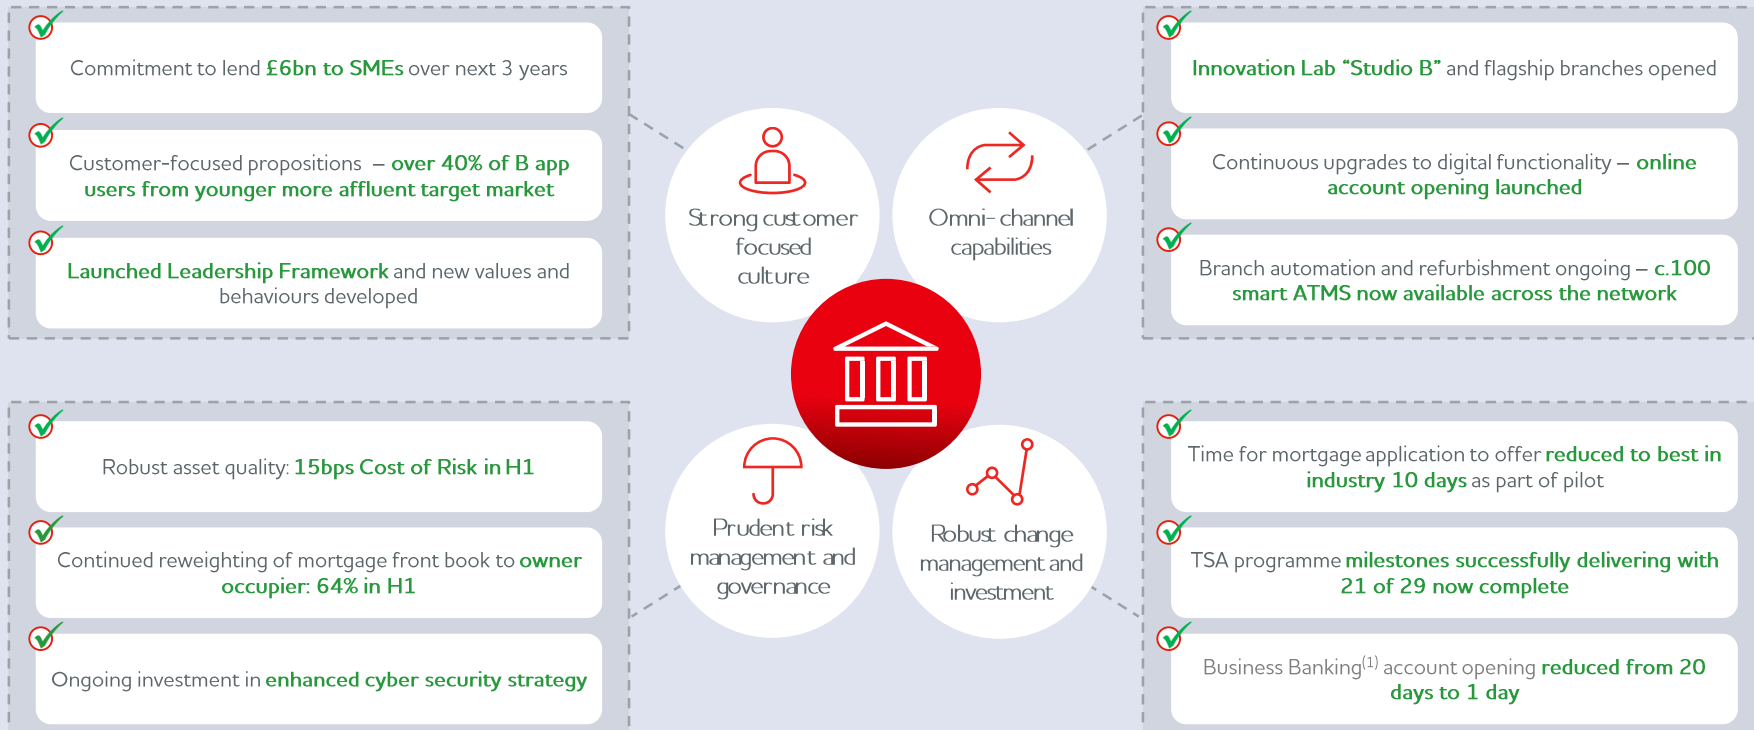 Commitment to lend £6bn to SMEs over next 3 years
Customer-focused propositions – over 40% of B app
users from younger more affluent target market
Launched Leadership Framework and new values and
behaviours developed
Strong customer
focused
culture
Omni-channel
capabilities
Innovation Lab “Studio B” and flagship branches opened
Continuous upgrades to digital functionality – online
account opening launched
Branch automation and refurbishment ongoing – c.100
smart ATMS now available across the network
Robust asset quality: 15bps Cost of Risk in H1
Continued reweighting of mortgage front book to owner
occupier: 64% in H1
Ongoing investment in enhanced cyber security strategy
Prudent risk
management and
governance
Robust change
management and
investment
Time for mortgage application to offer reduced to best in
industry 10 days as part of pilot
TSA programme milestones successfully delivering with
21 of 29 now complete
Business Banking(1) account opening reduced from 20
days to 1 day